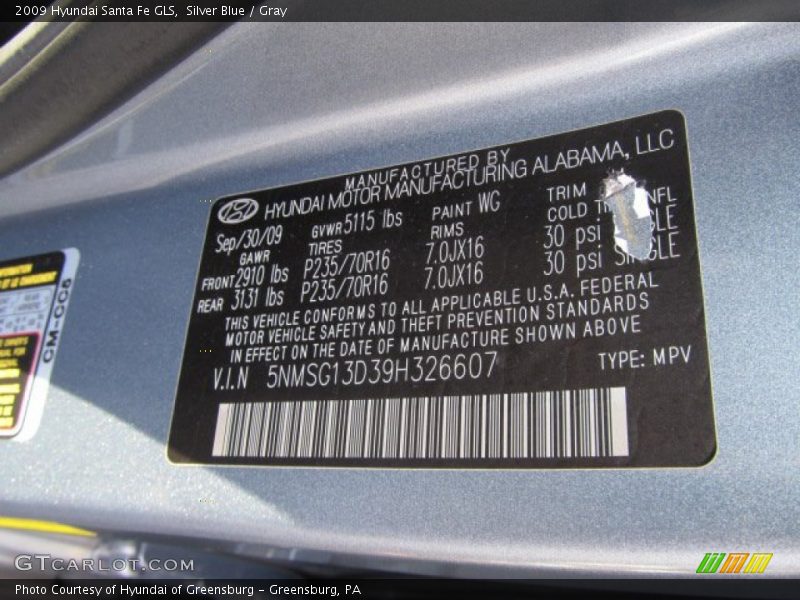 2009 Hyundai Santa Fe GLS, Silver Blue / Gray
MANUFACTURED BY
HYUNDAI MOTOR MANUFACTURING ALABAMA, LLC
Sep/30/09 GVWR 5115 lbs PAINT WG TRIM
GAWR TIRES RIMS COLD
FRONT 2910 lbs P235/70R16 7.0JX16 30 psi
REAR 3131 lbs P235/70R16 7.0JX16 30 psi SINGLE
THIS VEHICLE CONFORMS TO ALL APPLICABLE U.S.A. FEDERAL
MOTOR VEHICLE SAFETY AND THEFT PREVENTION STANDARDS
IN EFFECT ON THE DATE OF MANUFACTURE SHOWN ABOVE
V.I.N 5NMSG13D39H326607 TYPE: MPV
CM-CC6
GTCARLOT.COM
Photo Courtesy of Hyundai of Greensburg - Greensburg, PA